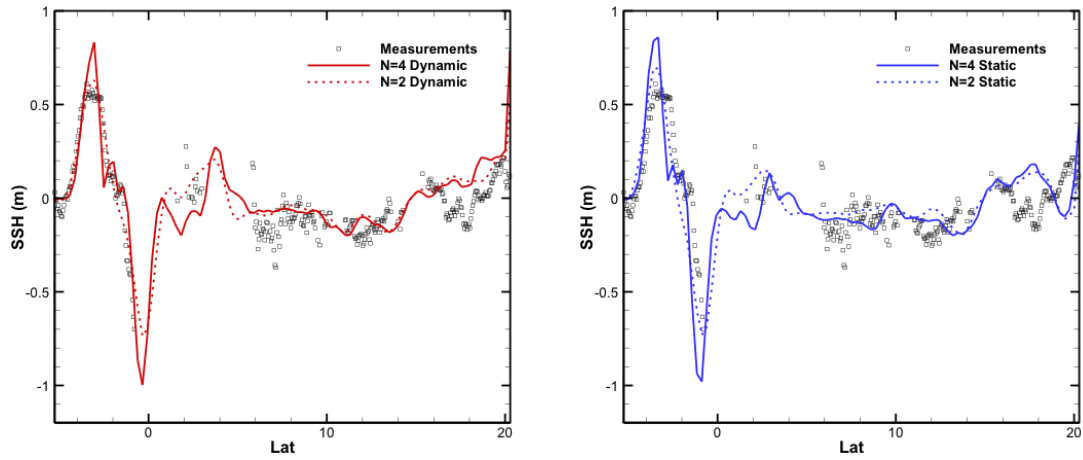 1
0.5
0
-0.5
-1
SSH (m)
Measurements
N=4 Dynamic
N=2 Dynamic
0
10
20
Lat
1
0.5
0
-0.5
-1
SSH (m)
Measurements
N=4 Static
N=2 Static
0
10
20
Lat